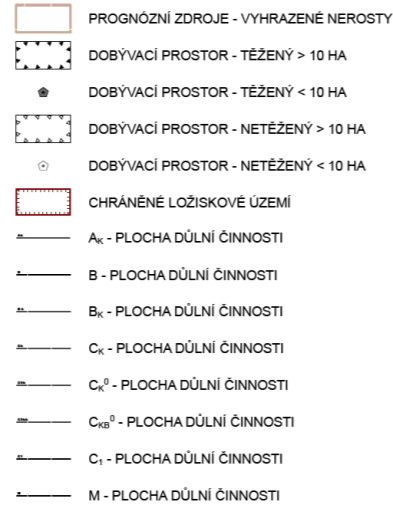 PROGNÓZNÍ ZDROJE - VYHRAZENÉ NEROSTY
DOBÝVACÍ PROSTOR - TĚŽENÝ > 10 HA
DOBÝVACÍ PROSTOR - TĚŽENÝ < 10 HA
DOBÝVACÍ PROSTOR - NETĚŽENÝ > 10 HA
DOBÝVACÍ PROSTOR - NETĚŽENÝ < 10 HA
CHRÁNĚNÉ LOŽISKOVÉ ÚZEMÍ
Aₖ - PLOCHA DŮLNÍ ČINNOSTI
B - PLOCHA DŮLNÍ ČINNOSTI
Bₖ - PLOCHA DŮLNÍ ČINNOSTI
Cₖ - PLOCHA DŮLNÍ ČINNOSTI
Cₖ⁰ - PLOCHA DŮLNÍ ČINNOSTI
C_KB⁰ - PLOCHA DŮLNÍ ČINNOSTI
C₁ - PLOCHA DŮLNÍ ČINNOSTI
M - PLOCHA DŮLNÍ ČINNOSTI